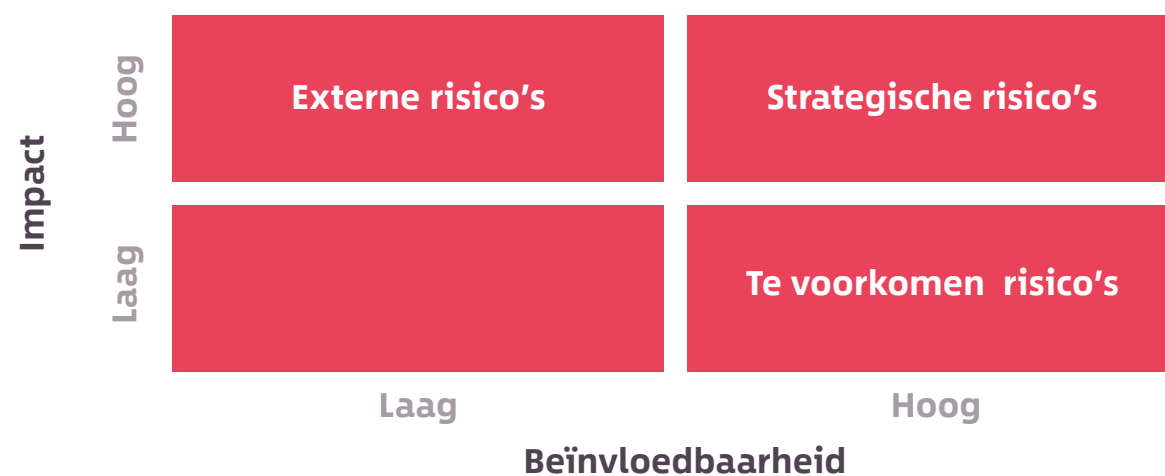 Impact
Hoog
Externe risico’s
Strategische risico’s
Laag
Te voorkomen  risico’s
Laag
Hoog
Beïnvloedbaarheid